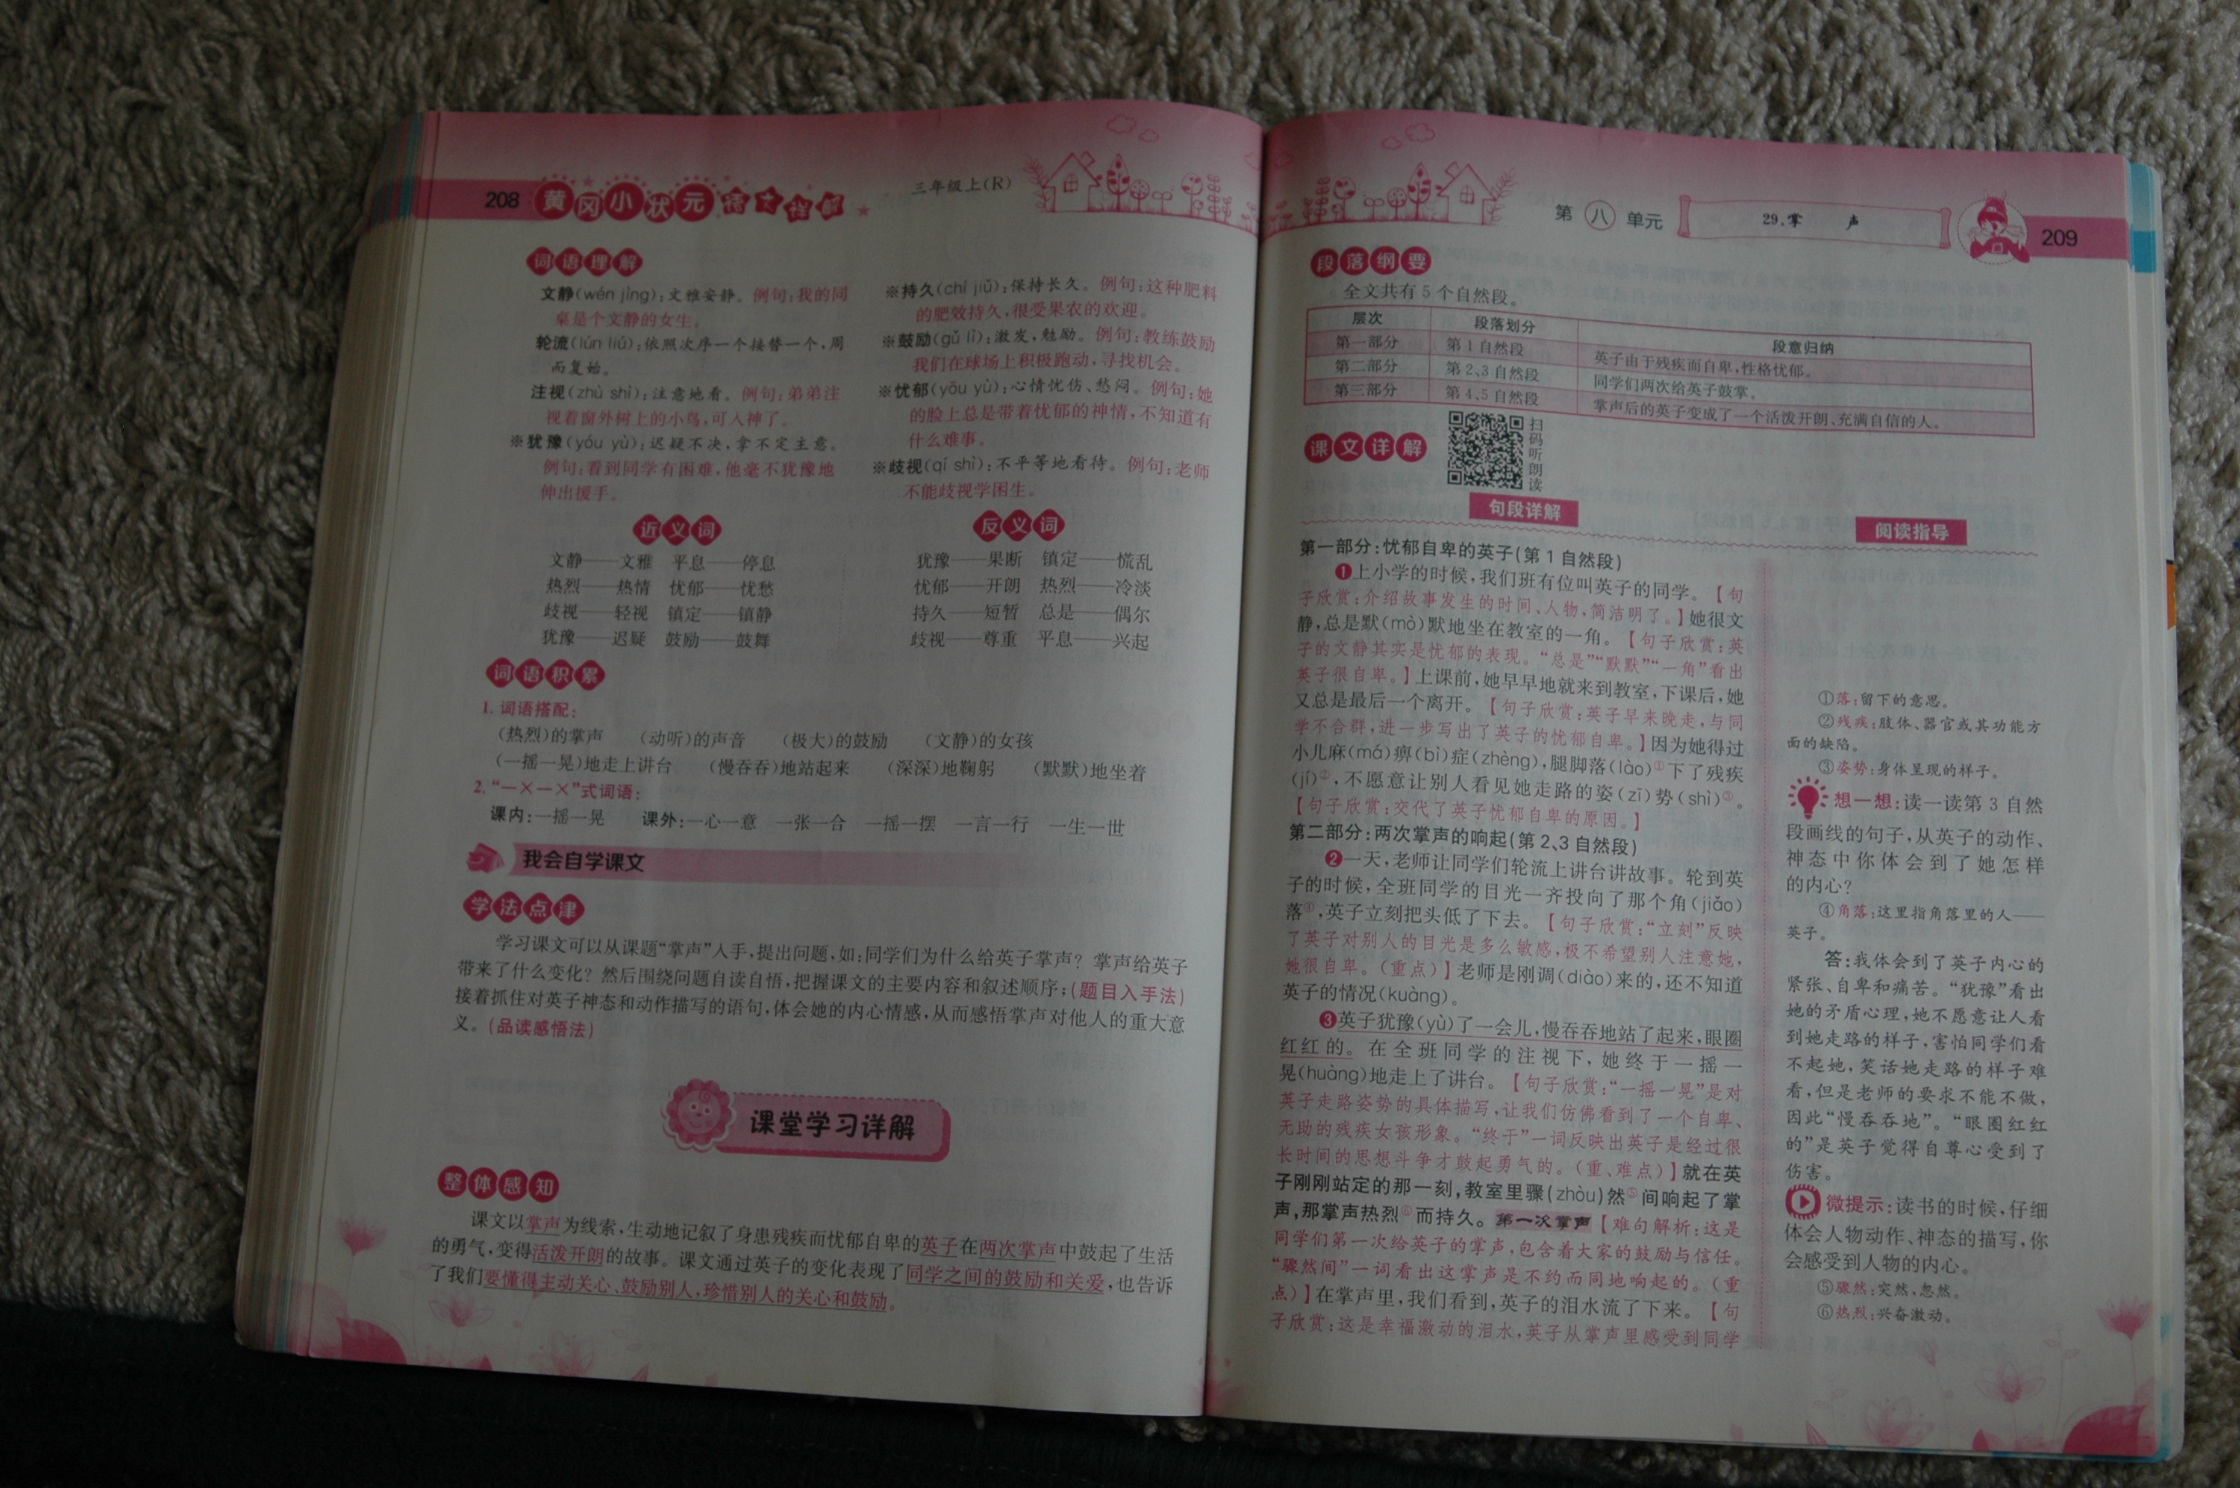 208 黄冈小状元 语文详解 三年级上(R)
词语理解
文静(wén jìng):文雅安静。例句:我的同
桌是个文静的女生。
轮流(lún liú):依照次序一个接替一个,周
而复始。
注视(zhù shì):注意地看。例句:弟弟注
视着窗外树上的小鸟,可入神了。
※犹豫(yóu yù):迟疑不决,拿不定主意。
例句:看到同学有困难,他毫不犹豫地
伸出援手。
※持久(chí jiǔ):保持长久。例句:这种肥料
的肥效持久,很受果农的欢迎。
※鼓励(gǔ lì):激发,勉励。例句:教练鼓励
我们在球场上积极跑动,寻找机会。
※忧郁(yōu yù):心情忧伤、愁闷。例句:她
的脸上总是带着忧郁的神情,不知道有
什么难事。
※歧视(qí shì):不平等地看待。例句:老师
不能歧视学困生。
近义词
文静——文雅 平息——停息
热烈——热情 忧郁——忧愁
歧视——轻视 镇定——镇静
犹豫——迟疑 鼓励——鼓舞
反义词
犹豫——果断 镇定——慌乱
忧郁——开朗 热烈——冷淡
持久——短暂 总是——偶尔
歧视——尊重 平息——兴起
词语积累
1. 词语搭配:
(热烈)的掌声 (动听)的声音 (极大)的鼓励 (文静)的女孩
(一摇一晃)地走上讲台 (慢吞吞)地站起来 (深深)地鞠躬 (默默)地坐着
2. “一×一×”式词语:
课内:一摇一晃 课外:一心一意 一张一合 一摇一摆 一言一行 一生一世
我会自学课文
学法点津
学习课文可以从课题“掌声”入手,提出问题,如:同学们为什么给英子掌声?掌声给英子
带来了什么变化?然后围绕问题自读自悟,把握课文的主要内容和叙述顺序;(题目入手法)
接着抓住对英子神态和动作描写的语句,体会她的内心情感,从而感悟掌声对他人的重大意
义。(品读感悟法)
课堂学习详解
整体感知
课文以掌声为线索,生动地记叙了身患残疾而忧郁自卑的英子在两次掌声中鼓起了生活
的勇气,变得活泼开朗的故事。课文通过英子的变化表现了同学之间的鼓励和关爱,也告诉
了我们要懂得主动关心、鼓励别人,珍惜别人的关心和鼓励。
第八单元 29.掌 声 209
段落纲要
全文共有5个自然段。
层次 段落划分 段意归纳
第一部分 第1自然段 英子由于残疾而自卑,性格忧郁。
第二部分 第2、3自然段 同学们两次给英子鼓掌。
第三部分 第4、5自然段 掌声后的英子变成了一个活泼开朗、充满自信的人。
课文详解
扫码听朗读
句段详解
第一部分:忧郁自卑的英子(第1自然段)
❶上小学的时候,我们班有位叫英子的同学。【句
子欣赏:介绍故事发生的时间、人物,简洁明了。】她很文
静,总是默(mò)默地坐在教室的一角。【句子欣赏:英
子的文静其实是忧郁的表现。“总是”“默默”“一角”看出
英子很自卑。】上课前,她早早地就来到教室,下课后,她
又总是最后一个离开。【句子欣赏:英子早来晚走,与同
学不合群,进一步写出了英子的忧郁自卑。】因为她得过
小儿麻(má)痹(bì)症(zhèng),腿脚落(lào)①下了残疾
(jí)②,不愿意让别人看见她走路的姿(zī)势(shì)③。
【句子欣赏:交代了英子忧郁自卑的原因。】
第二部分:两次掌声的响起(第2、3自然段)
❷一天,老师让同学们轮流上讲台讲故事。轮到英
子的时候,全班同学的目光一齐投向了那个角(jiǎo)
落④,英子立刻把头低了下去。【句子欣赏:“立刻”反映
了英子对别人的目光是多么敏感,极不希望别人注意她,
她很自卑。(重点)】老师是刚调(diào)来的,还不知道
英子的情况(kuàng)。
❸英子犹豫(yù)了一会儿,慢吞吞地站了起来,眼圈
红红的。在全班同学的注视下,她终于一摇一
晃(huàng)地走上了讲台。【句子欣赏:“一摇一晃”是对
英子走路姿势的具体描写,让我们仿佛看到了一个自卑、
无助的残疾女孩形象。“终于”一词反映出英子是经过很
长时间的思想斗争才鼓起勇气的。(重、难点)】就在英
子刚刚站定的那一刻,教室里骤(zhòu)然⑤间响起了掌
声,那掌声热烈⑥而持久。第一次掌声【难句解析:这是
同学们第一次给英子的掌声,包含着大家的鼓励与信任。
“骤然间”一词看出这掌声是不约而同地响起的。(重
点)】在掌声里,我们看到,英子的泪水流了下来。【句
子欣赏:这是幸福激动的泪水,英子从掌声里感受到同学
阅读指导
①落:留下的意思。
②残疾:肢体、器官或其功能方
面的缺陷。
③姿势:身体呈现的样子。
想一想:读一读第3自然
段画线的句子,从英子的动作、
神态中你体会到了她怎样
的内心?
④角落:这里指角落里的人——
英子。
答:我体会到了英子内心的
紧张、自卑和痛苦。“犹豫”看出
她的矛盾心理,她不愿意让人看
到她走路的样子,害怕同学们看
不起她,笑话她走路的样子难
看,但是老师的要求不能不做,
因此“慢吞吞地”。“眼圈红红
的”是英子觉得自尊心受到了
伤害。
微提示:读书的时候,仔细
体会人物动作、神态的描写,你
会感受到人物的内心。
⑤骤然:突然,忽然。
⑥热烈:兴奋激动。